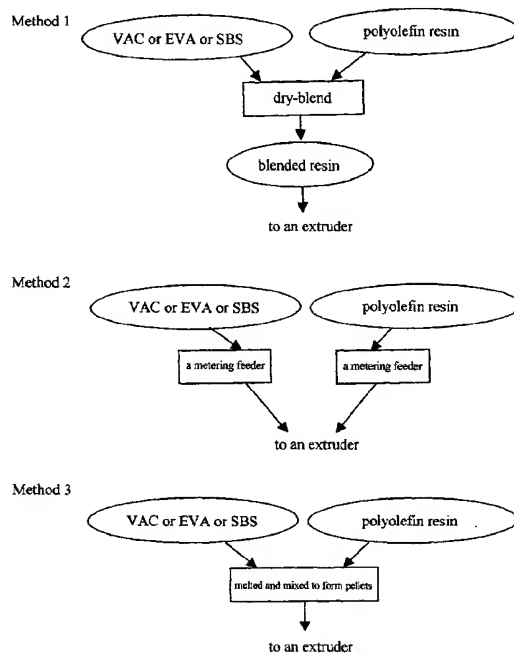 Method 1
VAC or EVA or SBS
polyolefin resin
dry-blend
blended resin
to an extruder
Method 2
VAC or EVA or SBS
polyolefin resin
a metering feeder
a metering feeder
to an extruder
Method 3
VAC or EVA or SBS
polyolefin resin
melted and mixed to form pellets
to an extruder